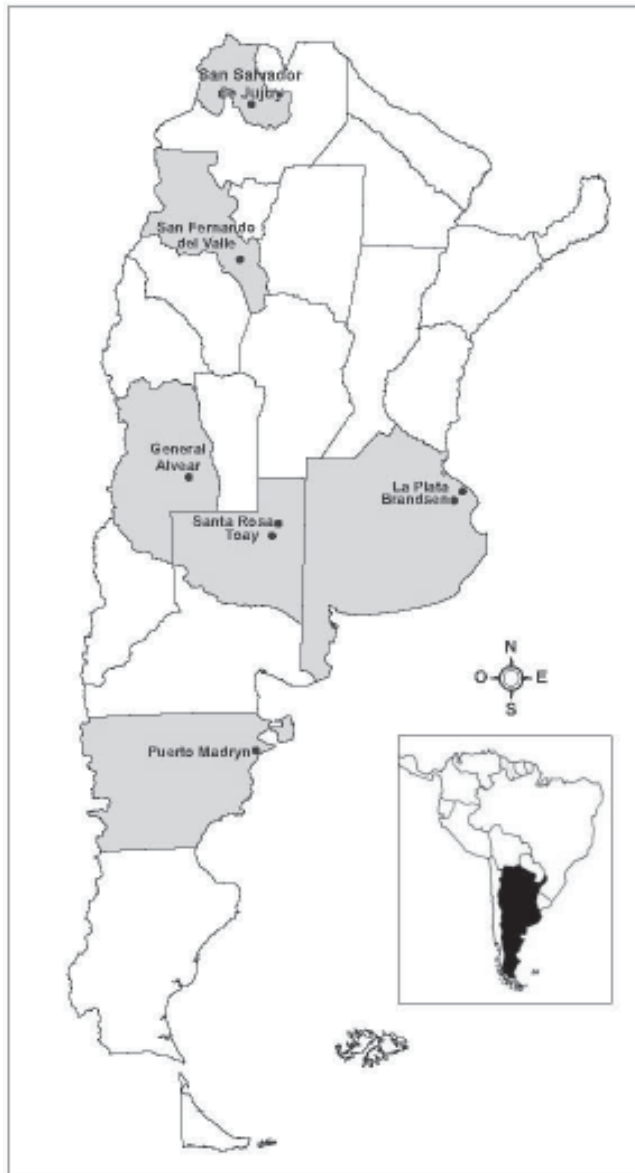 San Salvador
de Jujuy
San Fernando
del Valle
General
Alvear
La Plata
Brandsen
Santa Rosa
Toay
N
O E
S
Puerto Madryn